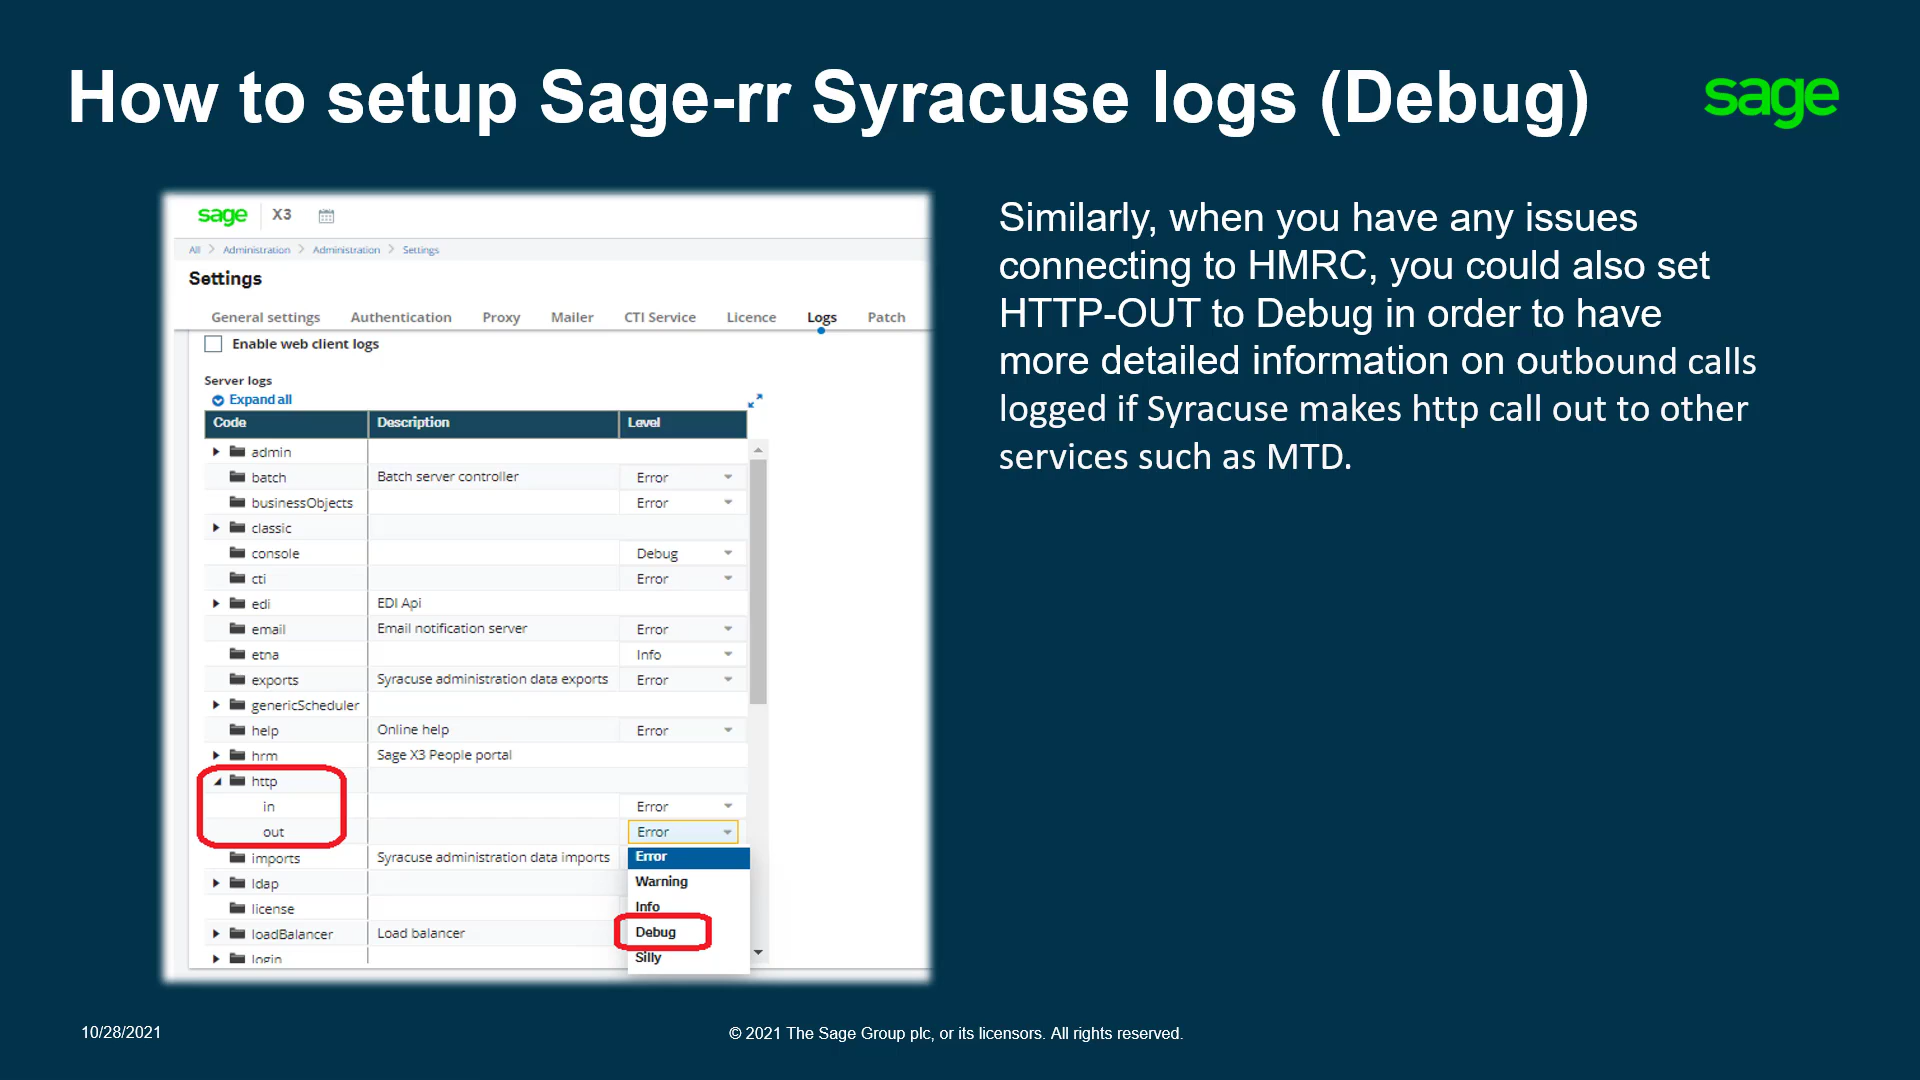 How to setup Sage-rr Syracuse logs (Debug)
sage
sage X3
All Administration Administration Settings
Settings
General settings Authentication Proxy Mailer CTI Service Licence Logs Patch
Enable web client logs
Server logs
Expand all
Code Description Level
admin
batch Batch server controller Error
businessObjects Error
classic
console Debug
cti Error
edi EDI Api
email Email notification server Error
etna Info
exports Syracuse administration data exports Error
genericScheduler
help Online help Error
hrm Sage X3 People portal
http
in Error
out Error
imports Syracuse administration data imports
Error
Warning
Info
Debug
Silly
ldap
license
loadBalancer Load balancer
login
Similarly, when you have any issues
connecting to HMRC, you could also set
HTTP-OUT to Debug in order to have
more detailed information on outbound calls
logged if Syracuse makes http call out to other
services such as MTD.
10/28/2021
© 2021 The Sage Group plc, or its licensors. All rights reserved.